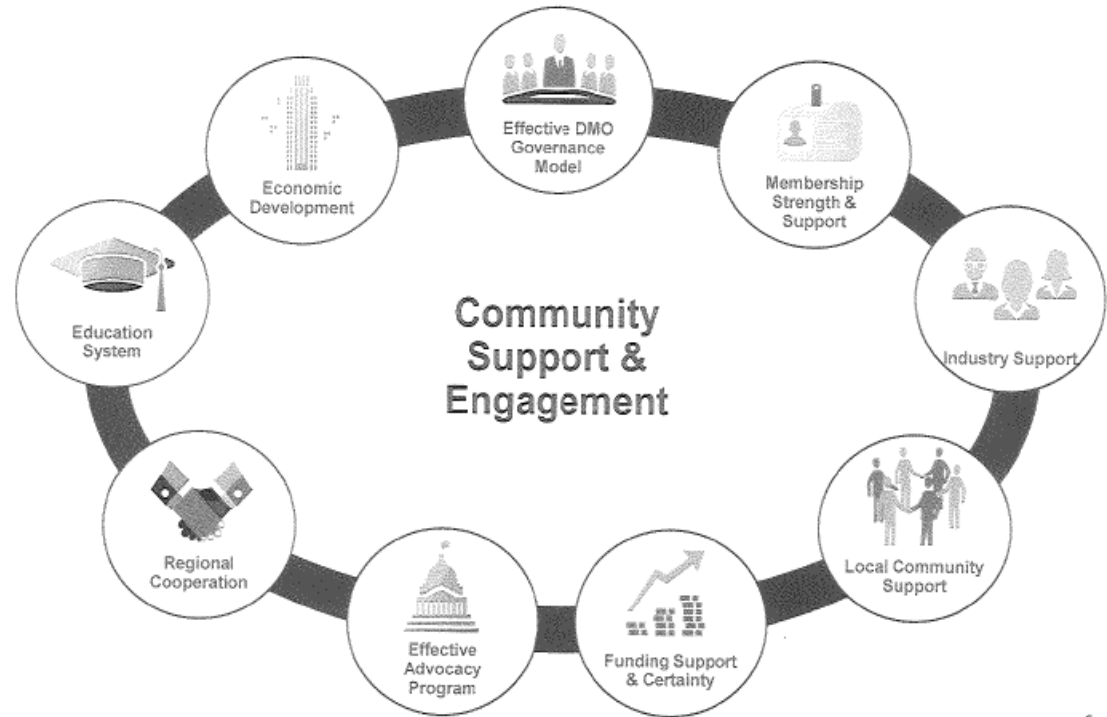 Effective DMO
Governance
Model
Membership
Strength &
Support
Industry Support
Local Community
Support
Funding Support
& Certainty
Effective
Advocacy
Program
Regional
Cooperation
Education
System
Economic
Development
Community
Support &
Engagement